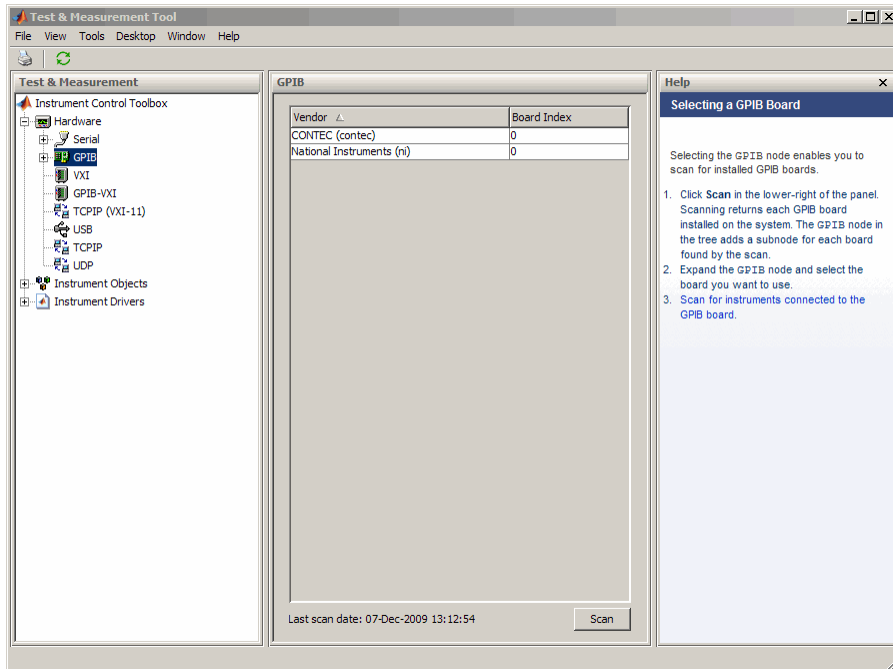 Test & Measurement Tool
File View Tools Desktop Window Help
Test & Measurement
Instrument Control Toolbox
Hardware
Serial
GPIB
VXI
GPIB-VXI
TCPIP (VXI-11)
USB
TCPIP
UDP
Instrument Objects
Instrument Drivers
GPIB
Vendor Board Index
CONTEC (contec) 0
National Instruments (ni) 0
Last scan date: 07-Dec-2009 13:12:54
Scan
Help
Selecting a GPIB Board
Selecting the GPIB node enables you to
scan for installed GPIB boards.
1. Click Scan in the lower-right of the panel.
Scanning returns each GPIB board
installed on the system. The GPIB node in
the tree adds a subnode for each board
found by the scan.
2. Expand the GPIB node and select the
board you want to use.
3. Scan for instruments connected to the
GPIB board.